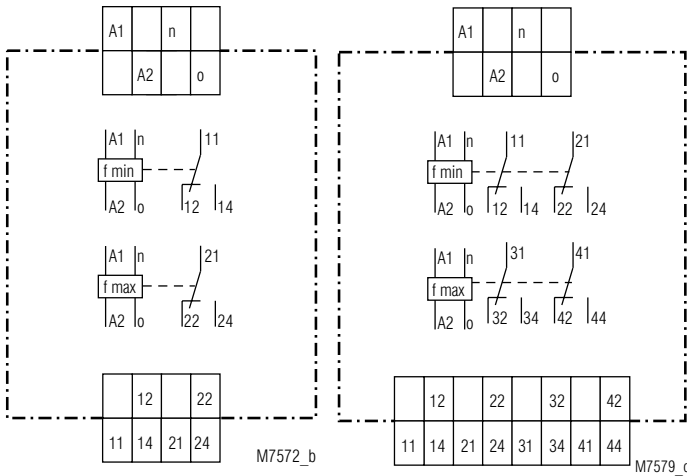 A1 n
A2 o
A1 n 11
f min
A2 o 12 14
A1 n 21
f max
A2 o 22 24
12 22
11 14 21 24
M7572_b
A1 n
A2 o
A1 n 11 21
f min
A2 o 12 14 22 24
A1 n 31 41
f max
A2 o 32 34 42 44
12 22 32 42
11 14 21 24 31 34 41 44